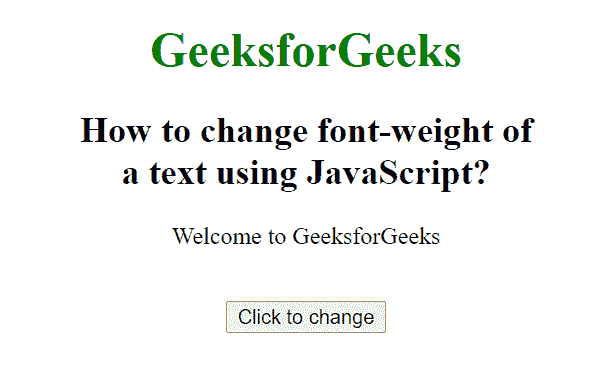 GeeksforGeeks
How to change font-weight of
a text using JavaScript?
Welcome to GeeksforGeeks
Click to change